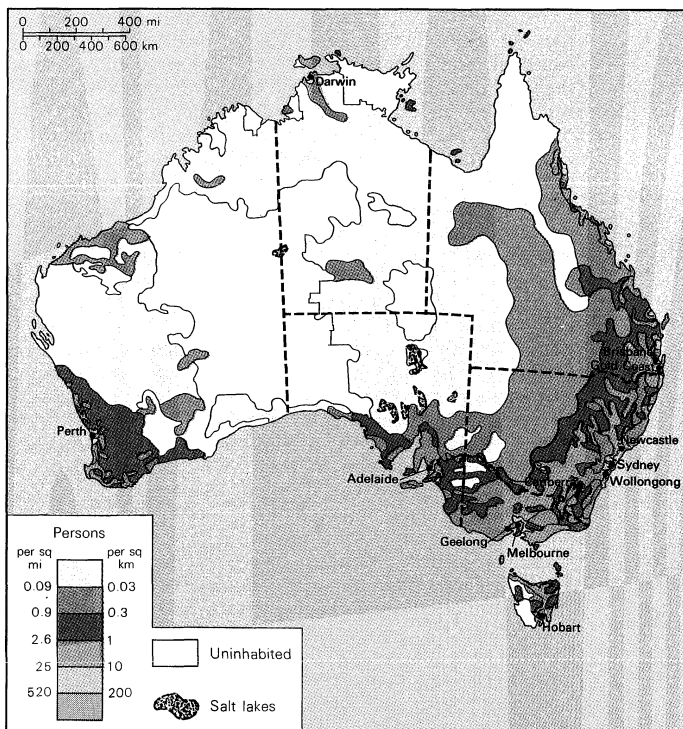 0 200 400 mi
0 200 400 600 km
Darwin
Brisbane
Gold Coast
Perth
Newcastle
Sydney
Adelaide
Canberra
Wollongong
Geelong
Melbourne
Hobart
Persons
per sq mi
per sq km
0.09 0.03
0.9 0.3
2.6 1
25 10
520 200
Uninhabited
Salt lakes